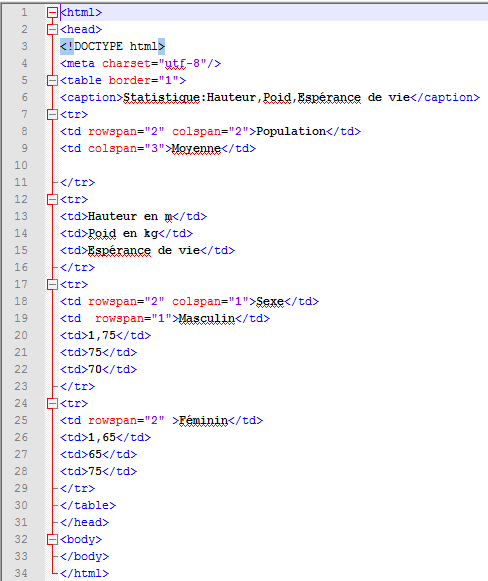 1 <html>
2 <head>
3 <!DOCTYPE html>
4 <meta charset="utf-8"/>
5 <table border="1">
6 <caption>Statistique:Hauteur,Poid,Espérance de vie</caption>
7 <tr>
8 <td rowspan="2" colspan="2">Population</td>
9 <td colspan="3">Moyenne</td>
10
11 </tr>
12 <tr>
13 <td>Hauteur en m</td>
14 <td>Poid en kg</td>
15 <td>Espérance de vie</td>
16 </tr>
17 <tr>
18 <td rowspan="2" colspan="1">Sexe</td>
19 <td  rowspan="1">Masculin</td>
20 <td>1,75</td>
21 <td>75</td>
22 <td>70</td>
23 </tr>
24 <tr>
25 <td rowspan="2" >Féminin</td>
26 <td>1,65</td>
27 <td>65</td>
28 <td>75</td>
29 </tr>
30 </table>
31 </head>
32 <body>
33 </body>
34 </html>